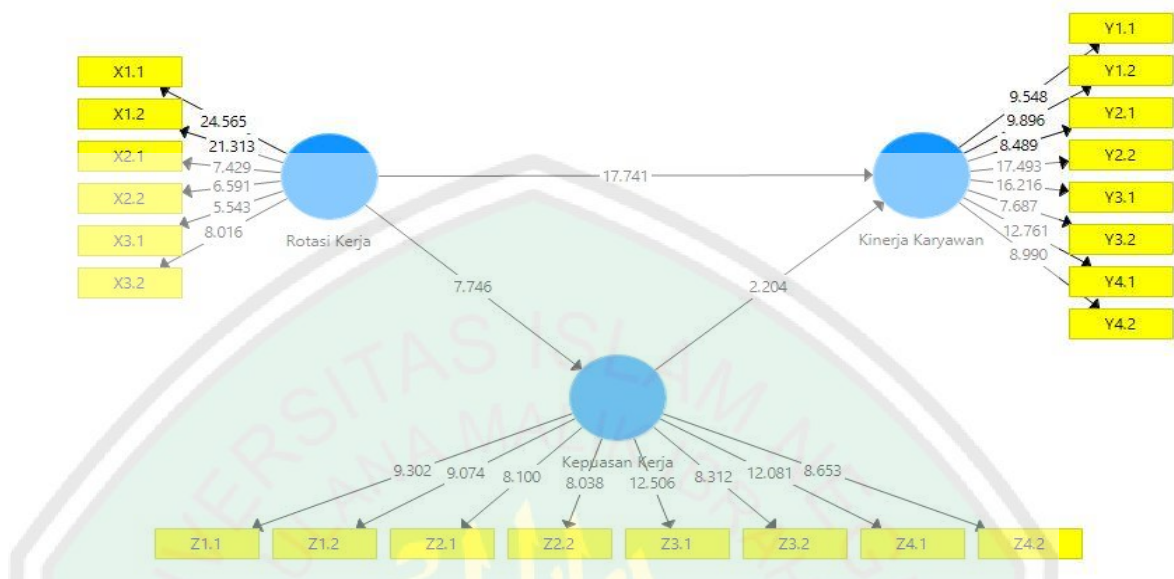 X1.1
X1.2
X2.1
X2.2
X3.1
X3.2
24.565
21.313
7.429
6.591
5.543
8.016
Rotasi Kerja
17.741
7.746
2.204
Kinerja Karyawan
9.548
9.896
8.489
17.493
16.216
7.687
12.761
8.990
Y1.1
Y1.2
Y2.1
Y2.2
Y3.1
Y3.2
Y4.1
Y4.2
Kepuasan Kerja
9.302
9.074
8.100
8.038
12.506
8.312
12.081
8.653
Z1.1
Z1.2
Z2.1
Z2.2
Z3.1
Z3.2
Z4.1
Z4.2